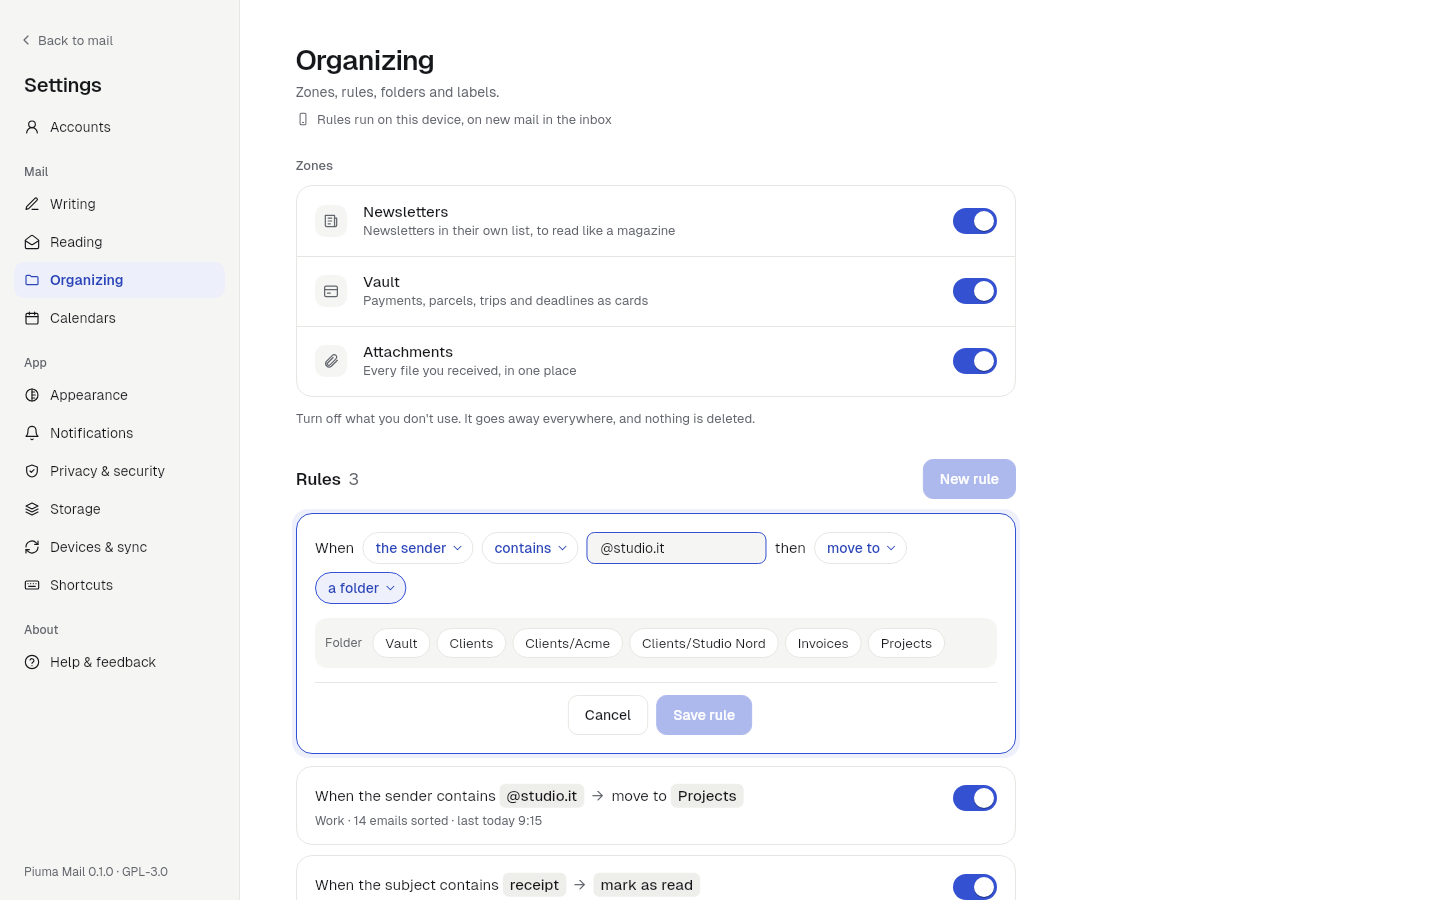 Back to mail
Settings
Accounts
Mail
Writing
Reading
Organizing
Calendars
App
Appearance
Notifications
Privacy & security
Storage
Devices & sync
Shortcuts
About
Help & feedback
Piuma Mail 0.1.0 · GPL-3.0
Organizing
Zones, rules, folders and labels.
Rules run on this device, on new mail in the inbox
Zones
Newsletters
Newsletters in their own list, to read like a magazine
Vault
Payments, parcels, trips and deadlines as cards
Attachments
Every file you received, in one place
Turn off what you don't use. It goes away everywhere, and nothing is deleted.
Rules 3 New rule
When the sender contains @studio.it then move to
a folder
Folder Vault Clients Clients/Acme Clients/Studio Nord Invoices Projects
Cancel Save rule
When the sender contains @studio.it → move to Projects
Work · 14 emails sorted · last today 9:15
When the subject contains receipt → mark as read